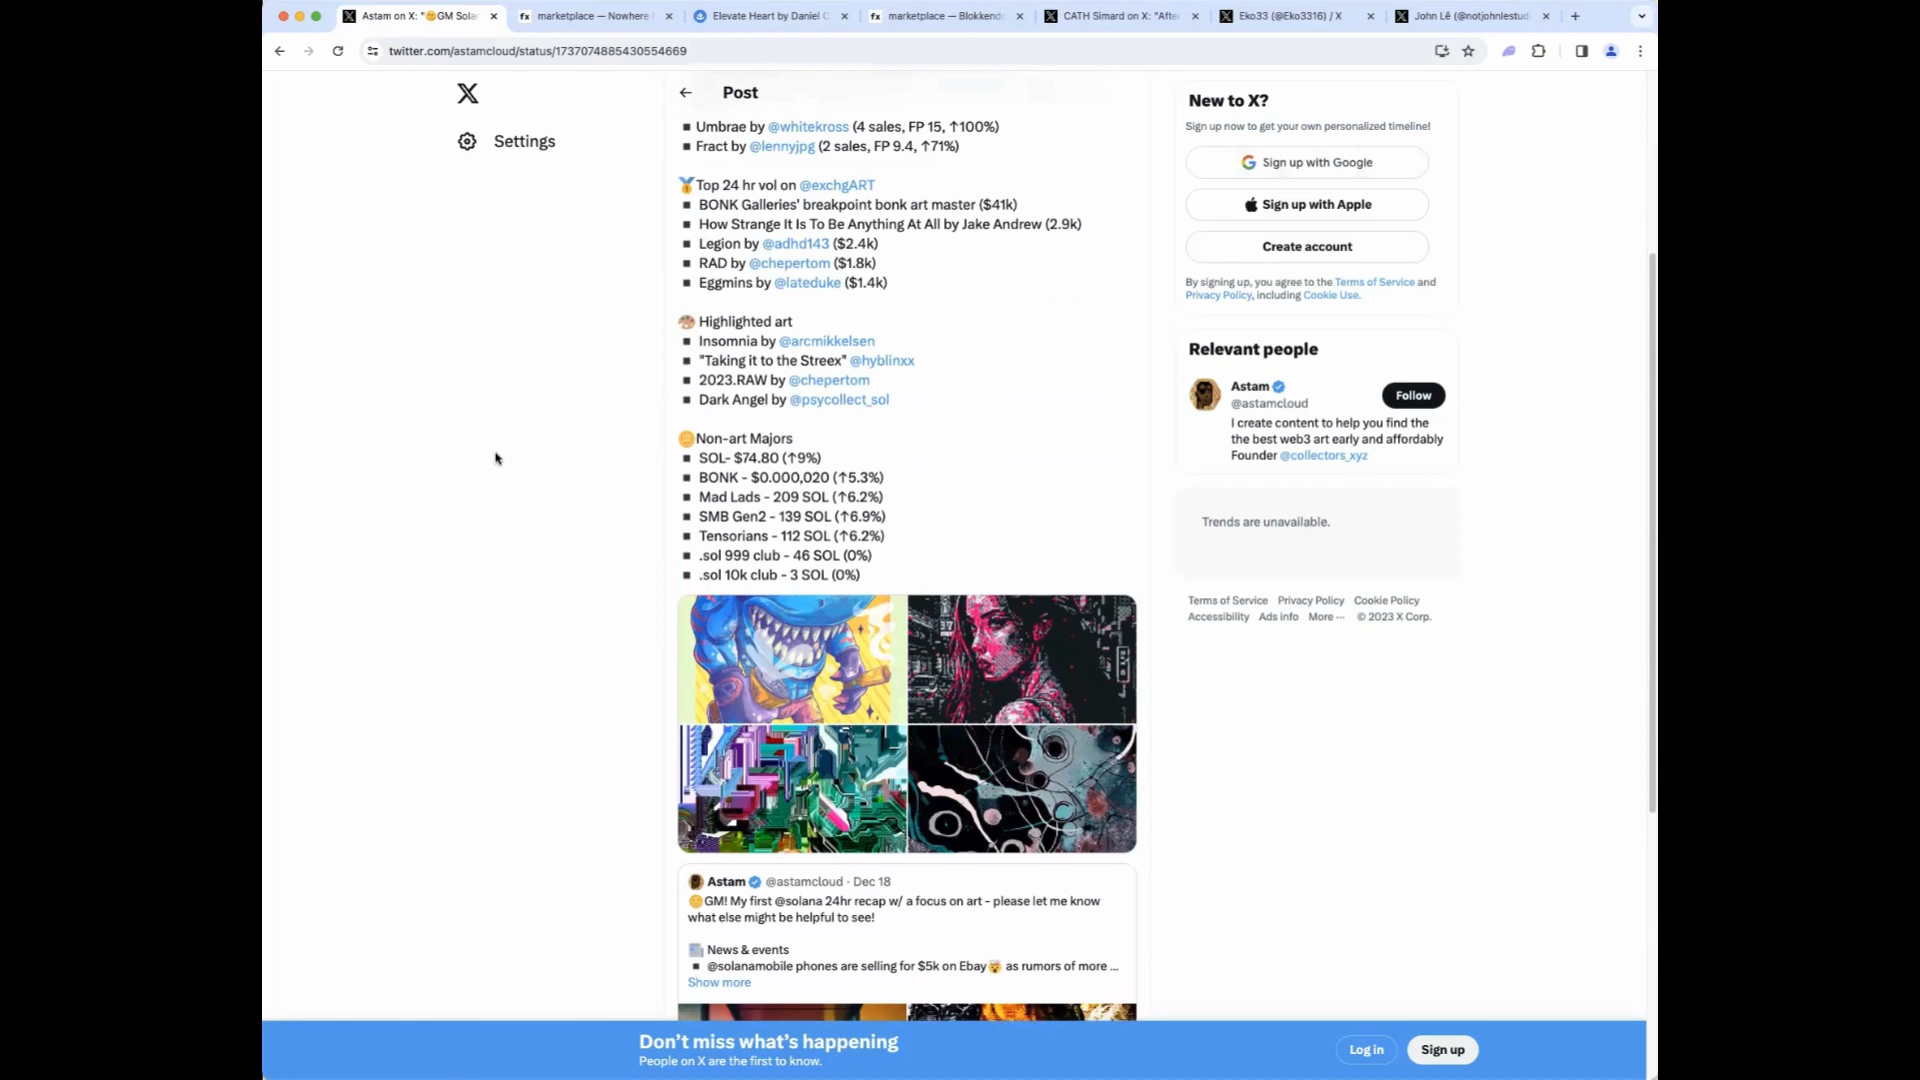 Astam on X: "🪙GM Sola
marketplace — Nowhere
Elevate Heart by Daniel C
marketplace — Blokkend
CATH Simard on X: "After
Eko33 (@Eko3316) / X
John Lê (@notjohnlestud
twitter.com/astamcloud/status/1737074885430554669
Settings
Post
■ Umbrae by @whitekross (4 sales, FP 15, ↑100%)
■ Fract by @lennyjpg (2 sales, FP 9.4, ↑71%)
🏅Top 24 hr vol on @exchgART
■ BONK Galleries' breakpoint bonk art master ($41k)
■ How Strange It Is To Be Anything At All by Jake Andrew (2.9k)
■ Legion by @adhd143 ($2.4k)
■ RAD by @chepertom ($1.8k)
■ Eggmins by @lateduke ($1.4k)
🎨 Highlighted art
■ Insomnia by @arcmikkelsen
■ "Taking it to the Streex" @hyblinxx
■ 2023.RAW by @chepertom
■ Dark Angel by @psycollect_sol
🪙Non-art Majors
■ SOL- $74.80 (↑9%)
■ BONK - $0.000,020 (↑5.3%)
■ Mad Lads - 209 SOL (↑6.2%)
■ SMB Gen2 - 139 SOL (↑6.9%)
■ Tensorians - 112 SOL (↑6.2%)
■ .sol 999 club - 46 SOL (0%)
■ .sol 10k club - 3 SOL (0%)
Astam @astamcloud · Dec 18
🪙GM! My first @solana 24hr recap w/ a focus on art - please let me know
what else might be helpful to see!
📰 News & events
■ @solanamobile phones are selling for $5k on Ebay🤯 as rumors of more ...
Show more
New to X?
Sign up now to get your own personalized timeline!
Sign up with Google
Sign up with Apple
Create account
By signing up, you agree to the Terms of Service and
Privacy Policy, including Cookie Use.
Relevant people
Astam
@astamcloud
Follow
I create content to help you find the
the best web3 art early and affordably
Founder @collectors_xyz
Trends are unavailable.
Terms of Service Privacy Policy Cookie Policy
Accessibility Ads info More ··· © 2023 X Corp.
Don't miss what's happening
People on X are the first to know.
Log in
Sign up